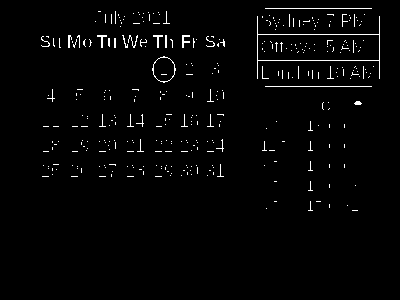 July 2021
Su Mo Tu We Th Fr Sa
1 2 3
4 5 6 7 8 9 10
11 12 13 14 15 16 17
18 19 20 21 22 23 24
25 26 27 28 29 30 31
Sydney 7 PM
Ottawa 5 AM
London 10 AM